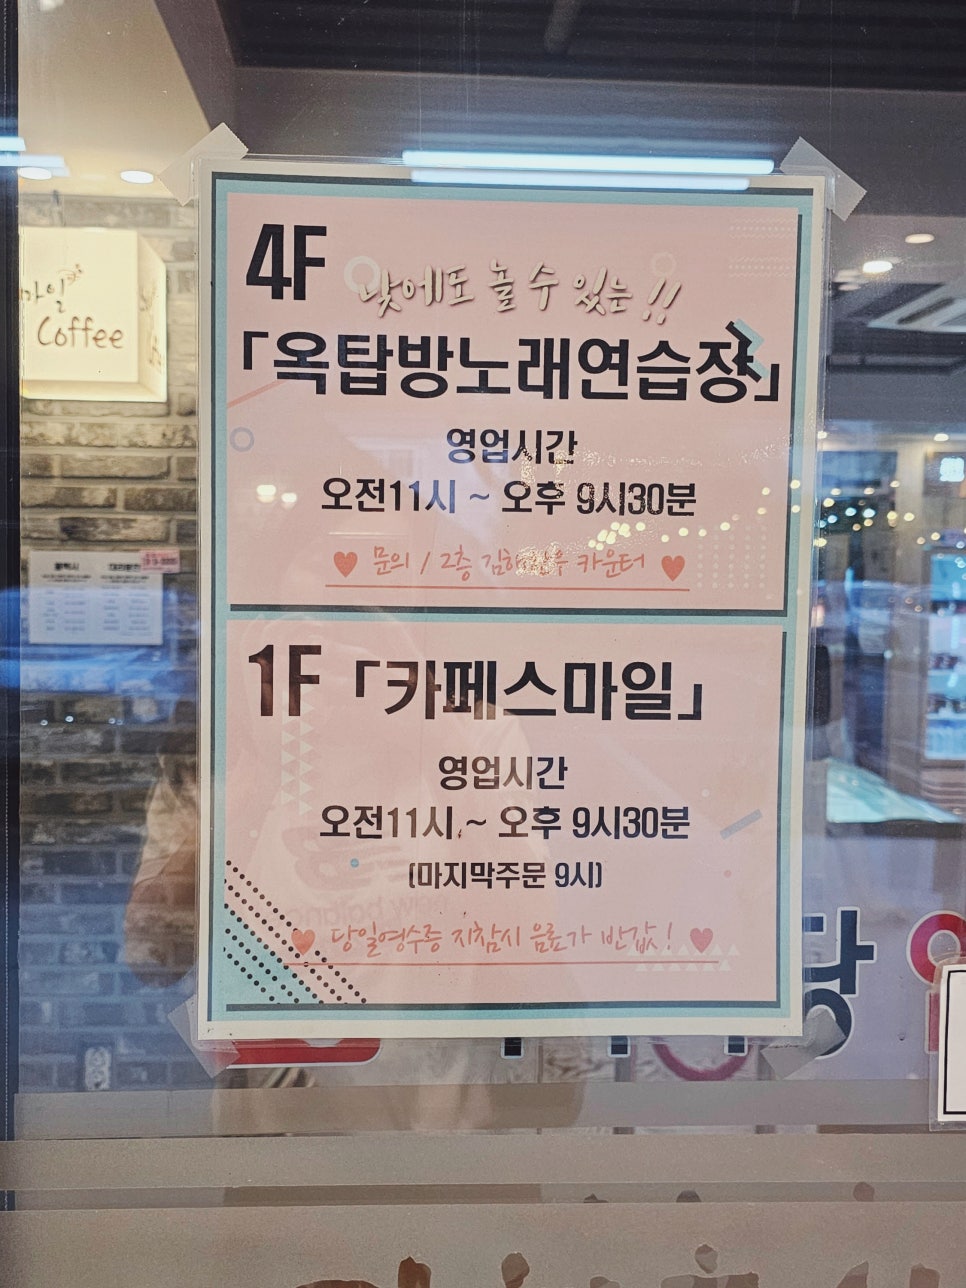 4F
낮에도 놀 수 있는!!
「옥탑방노래연습장」
영업시간
오전11시 ~ 오후 9시30분
문의 / 2층 카운터
1F 「카페스마일」
영업시간
오전11시 ~ 오후 9시30분
(마지막주문 9시)
당일영수증 지참시 음료가 반값!
Coffee
당